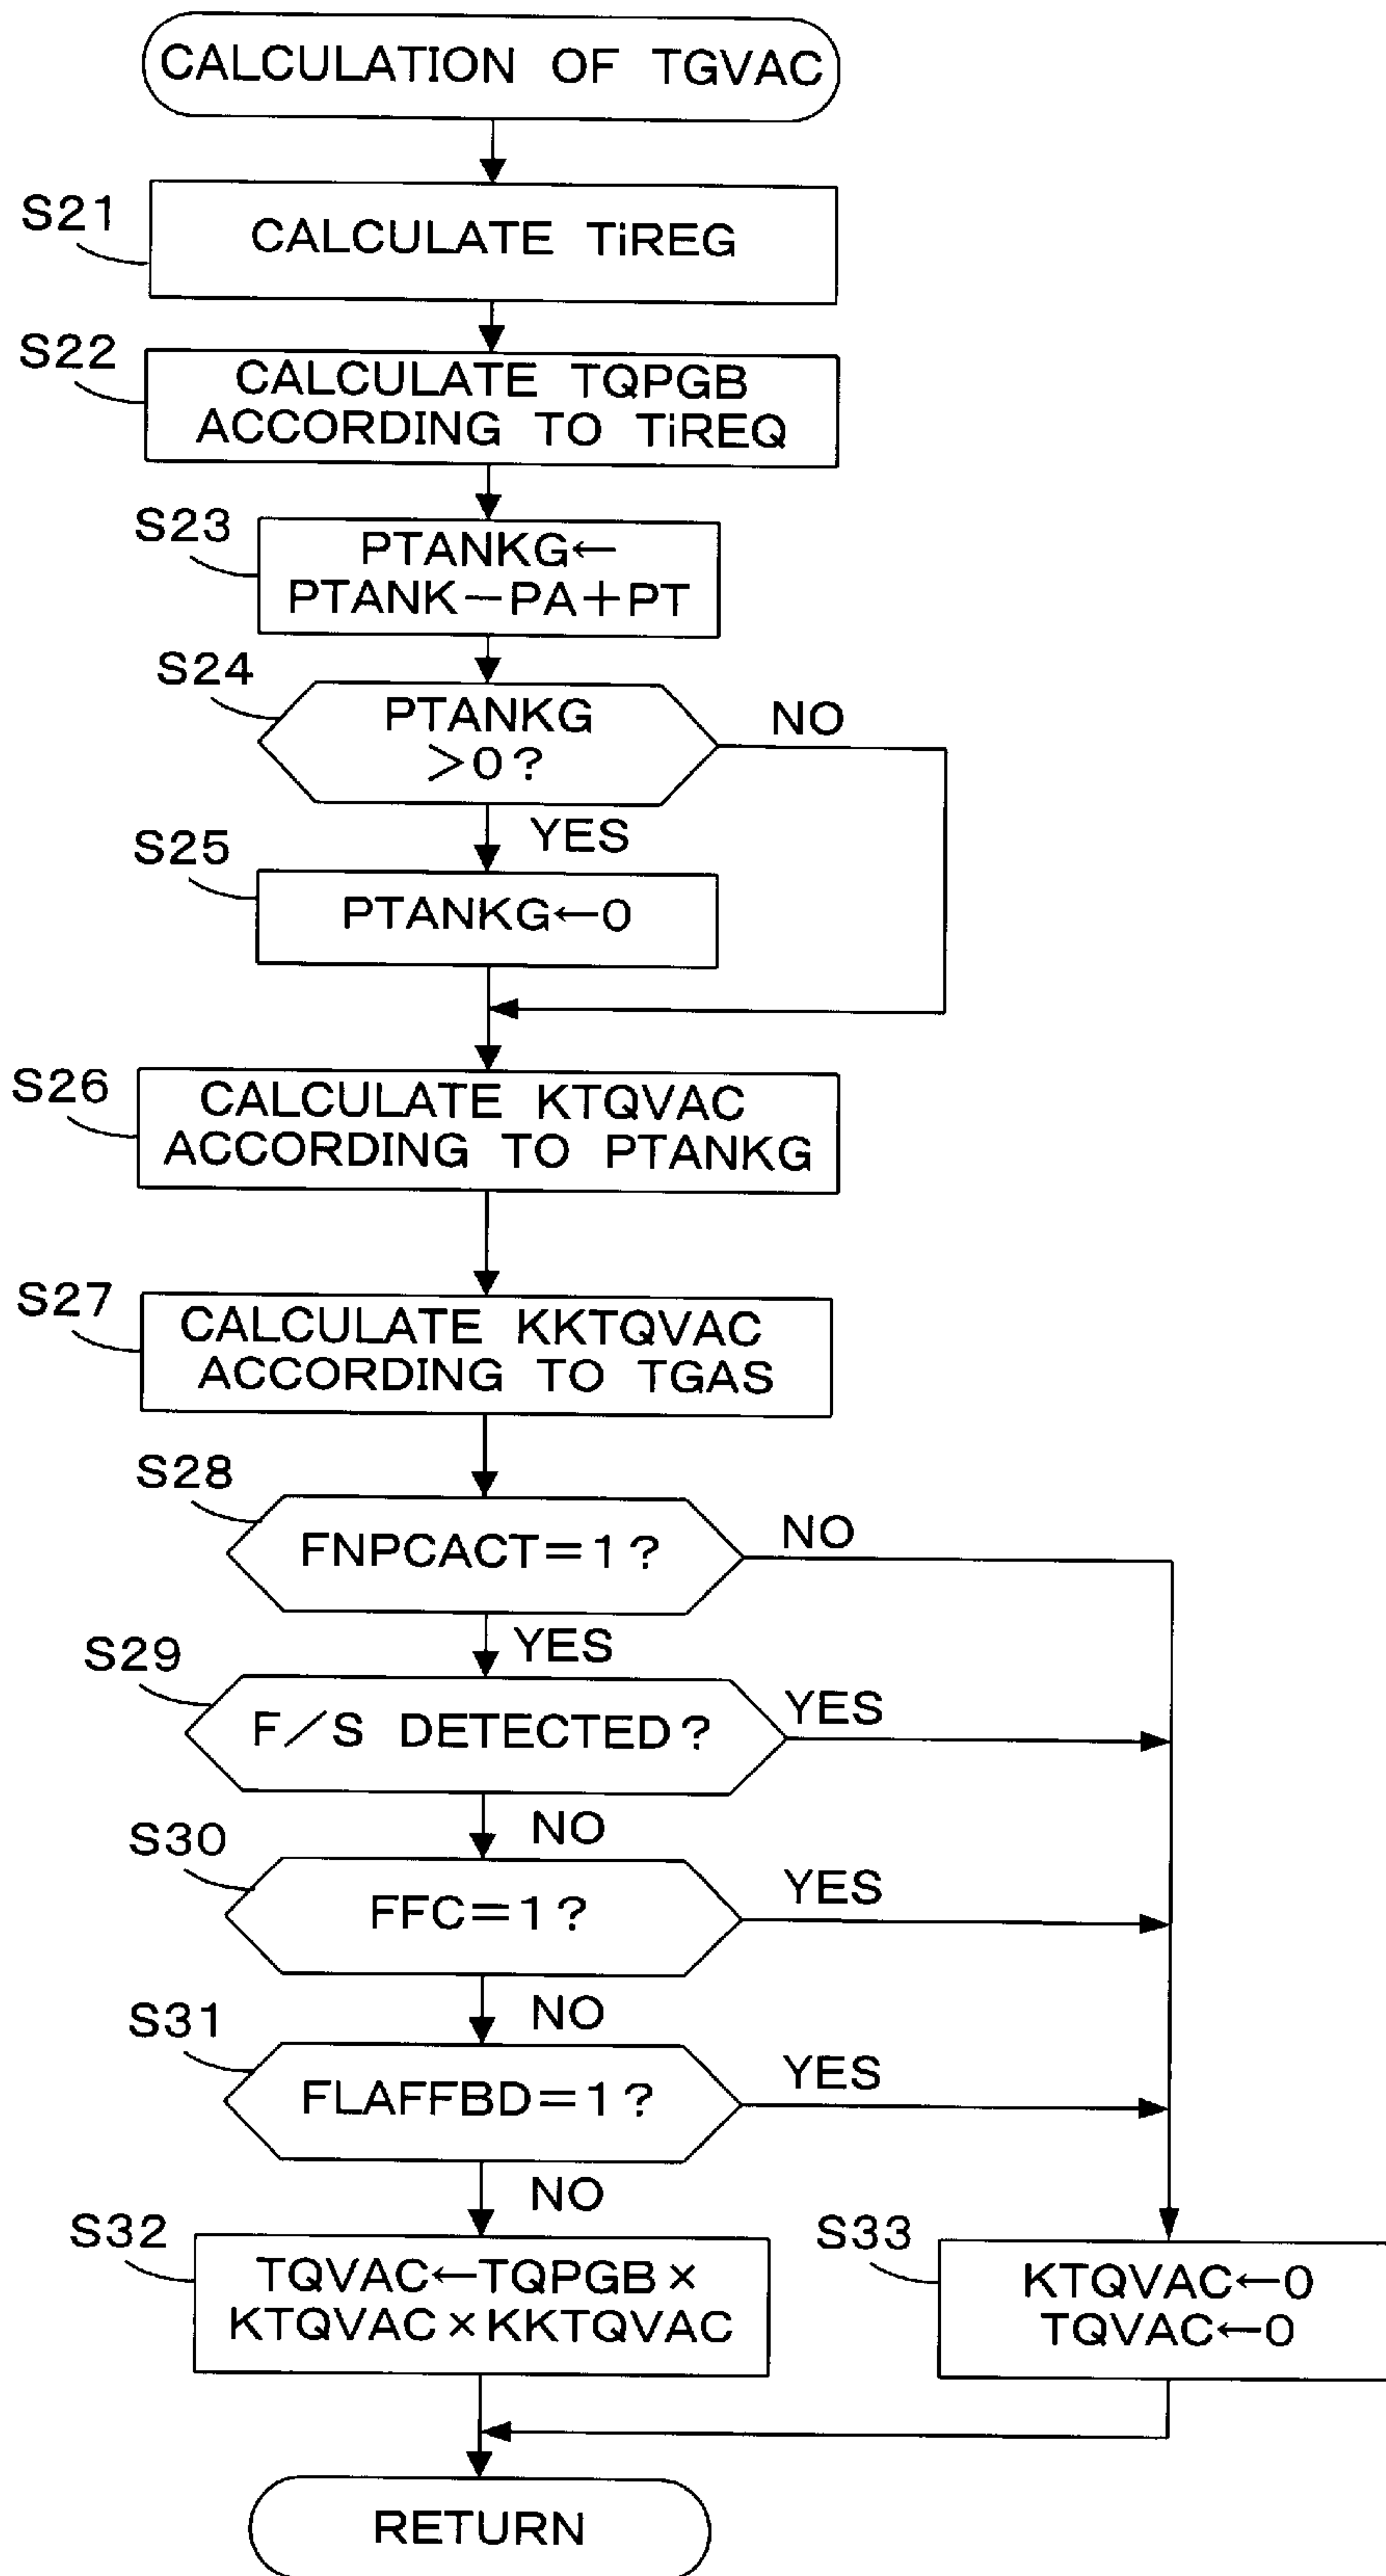 CALCULATION OF TGVAC
S21
CALCULATE TiREG
S22
CALCULATE TQPGB
ACCORDING TO TiREQ
S23
PTANKG←
PTANK−PA+PT
S24
PTANKG
>0?
NO
YES
S25
PTANKG←0
S26
CALCULATE KTQVAC
ACCORDING TO PTANKG
S27
CALCULATE KKTQVAC
ACCORDING TO TGAS
S28
FNPCACT=1?
NO
YES
S29
F/S DETECTED?
YES
NO
S30
FFC=1?
YES
NO
S31
FLAFFBD=1?
YES
NO
S32
TQVAC←TQPGB×
KTQVAC×KKTQVAC
S33
KTQVAC←0
TQVAC←0
RETURN